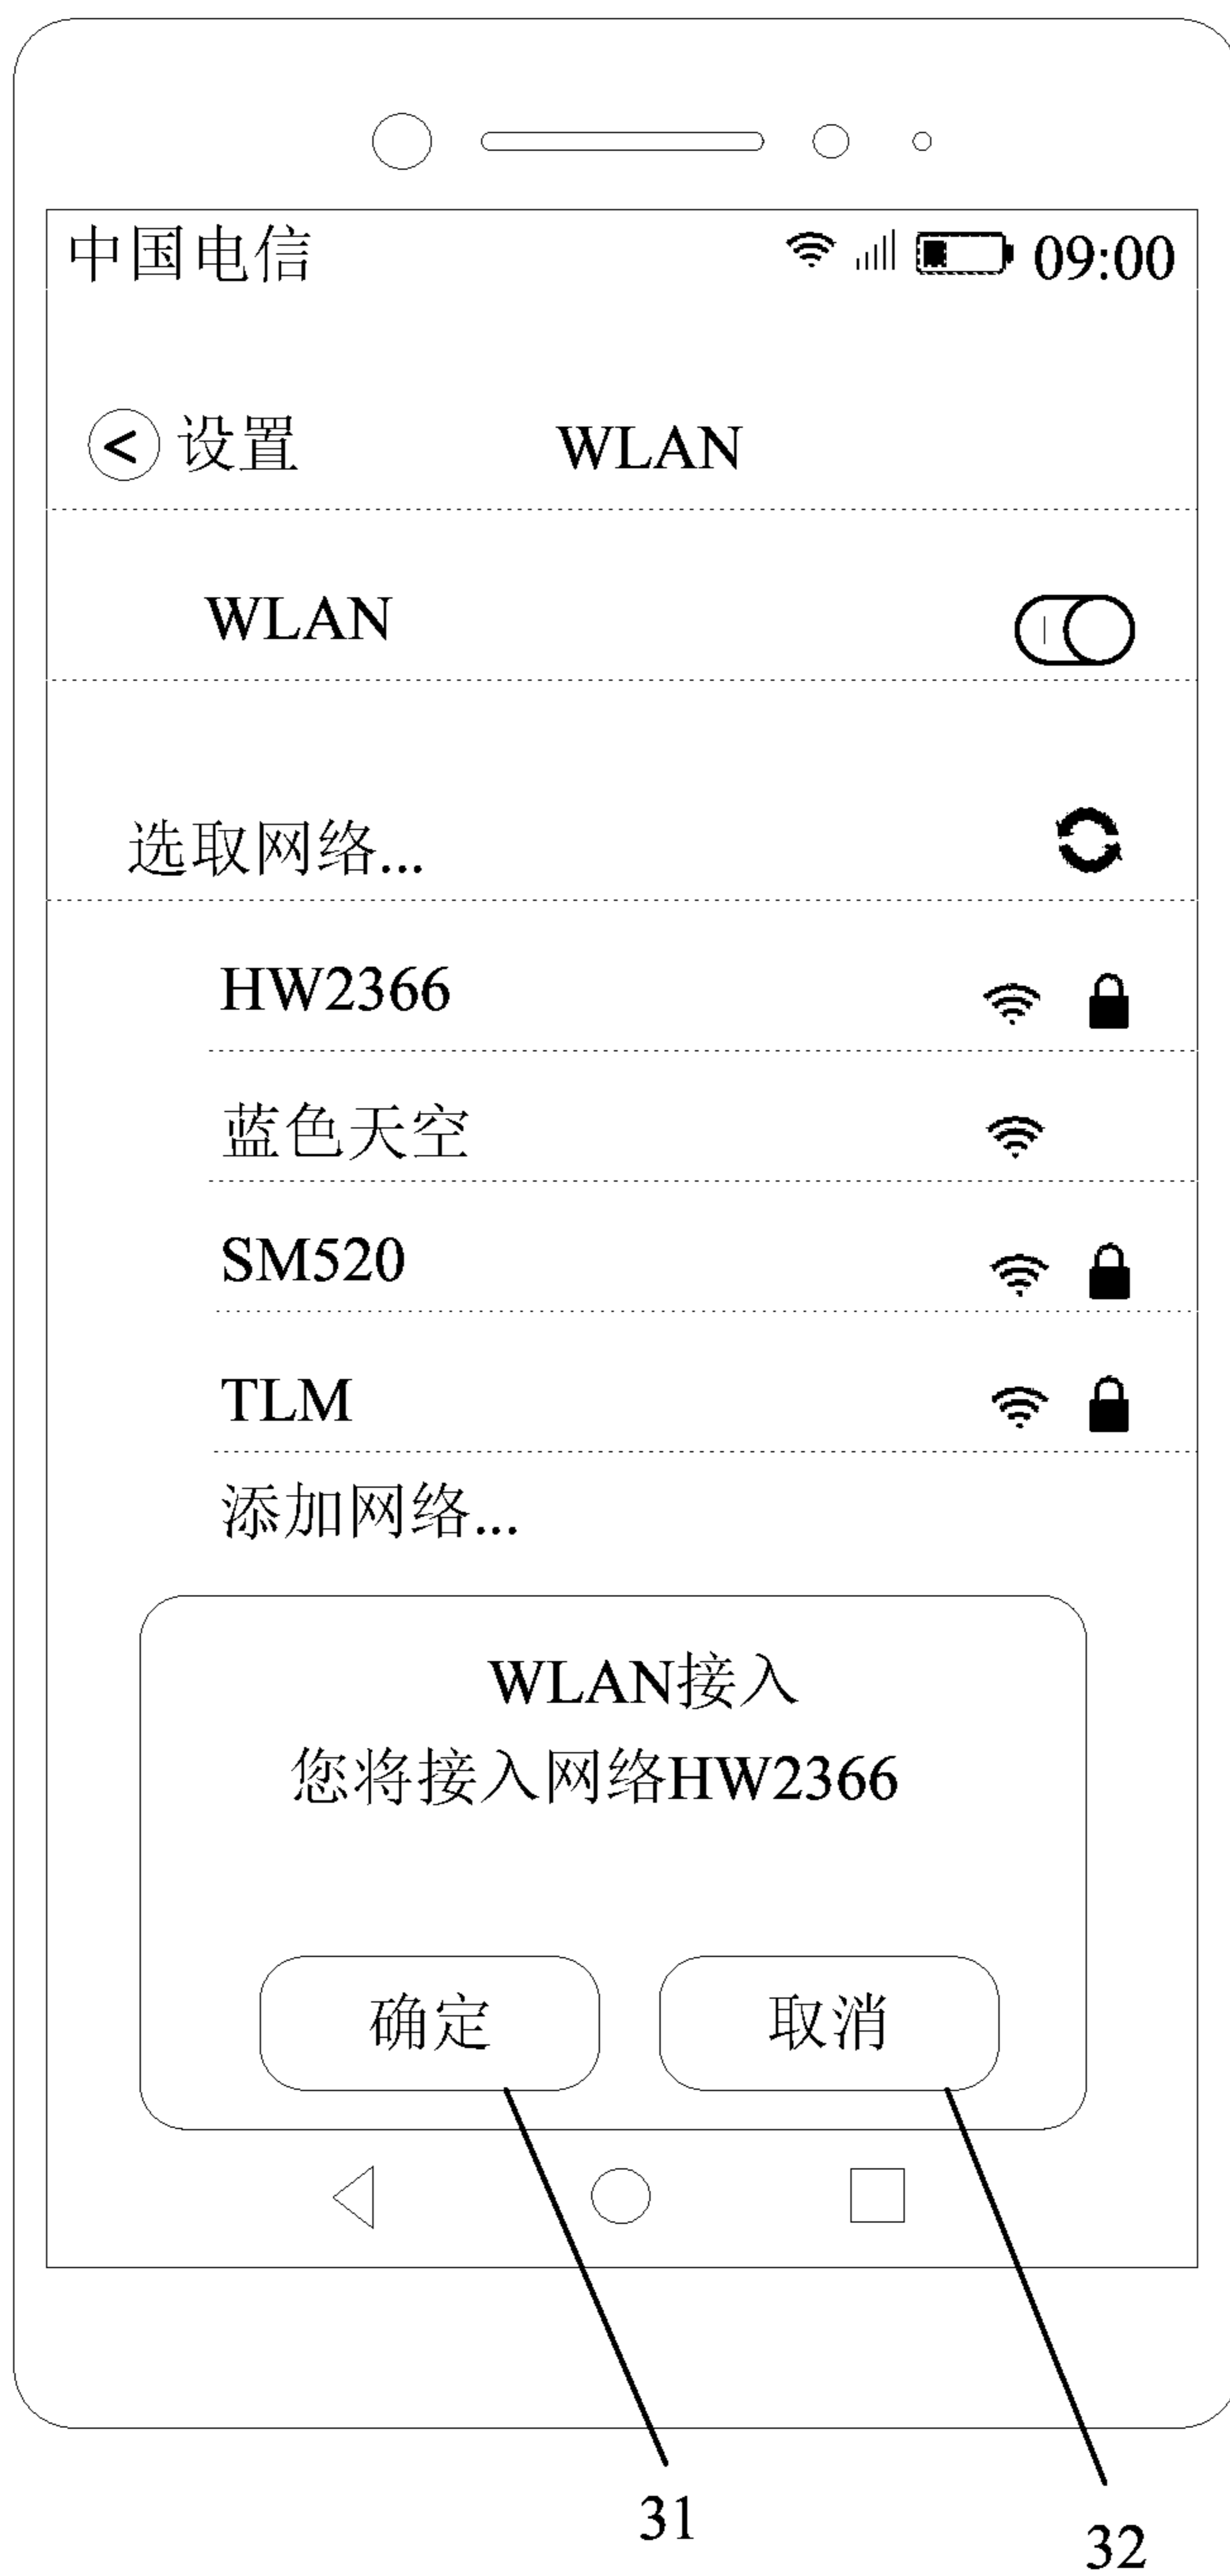 中国电信 09:00
< 设置 WLAN
WLAN
选取网络...
HW2366
蓝色天空
SM520
TLM
添加网络...
WLAN接入
您将接入网络HW2366
确定 取消
31 32